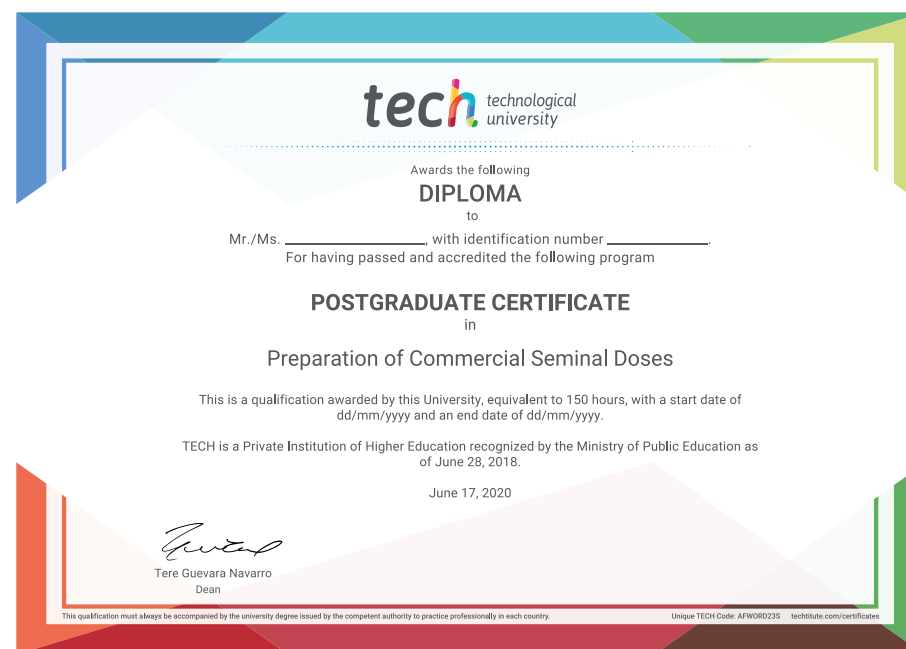 tech technological
university
Awards the following
DIPLOMA
to
Mr./Ms. ____________________, with identification number ______________.
For having passed and accredited the following program
POSTGRADUATE CERTIFICATE
in
Preparation of Commercial Seminal Doses
This is a qualification awarded by this University, equivalent to 150 hours, with a start date of
dd/mm/yyyy and an end date of dd/mm/yyyy.
TECH is a Private Institution of Higher Education recognized by the Ministry of Public Education as
of June 28, 2018.
June 17, 2020
Tere Guevara Navarro
Dean
This qualification must always be accompanied by the university degree issued by the competent authority to practice professionally in each country. Unique TECH Code: AFWORD23S techtitute.com/certificates